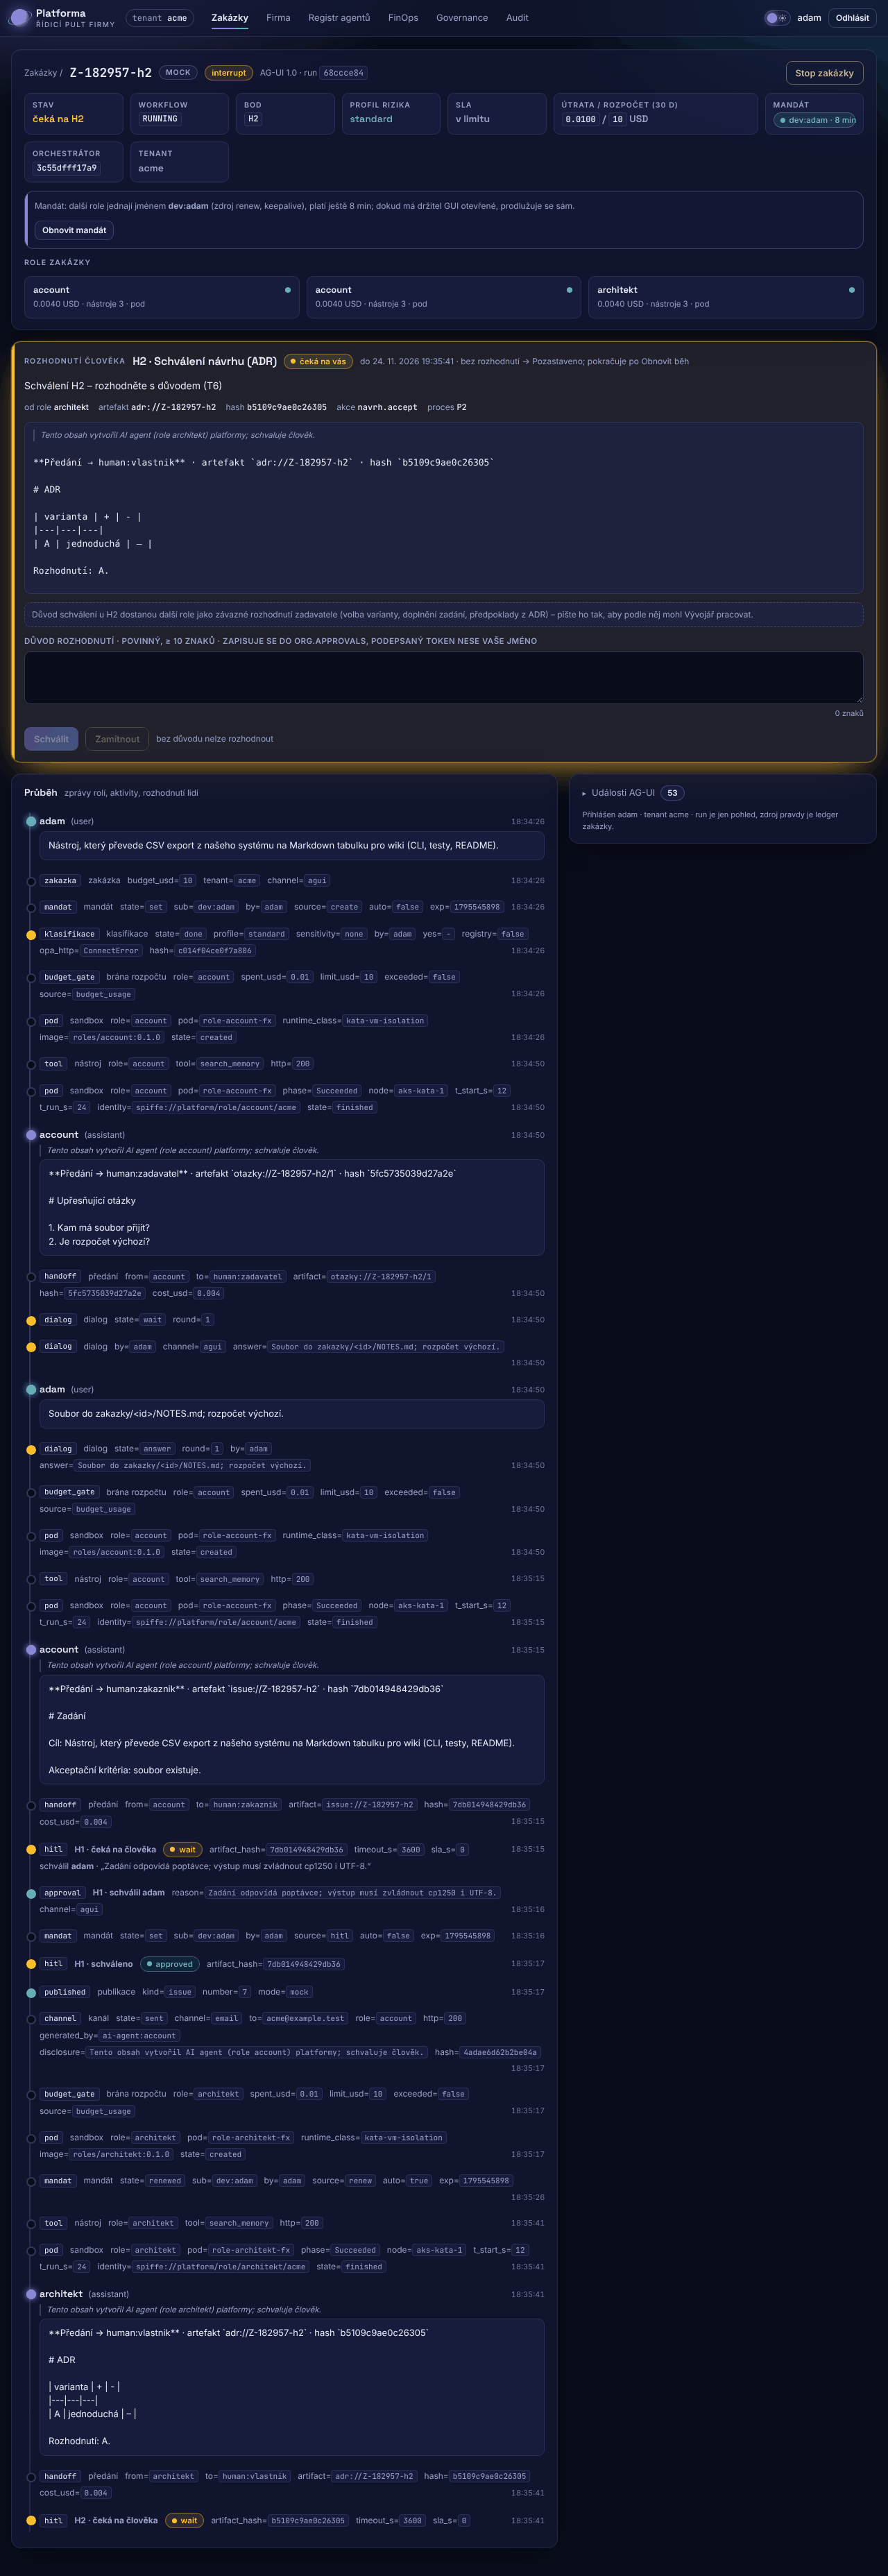 Platforma
ŘÍDICÍ PULT FIRMY
tenant acme
Zakázky Firma Registr agentů FinOps Governance Audit
adam Odhlásit
Zakázky / Z-182957-h2 MOCK interrupt AG-UI 1.0 · run 68ccce84 Stop zakázky
STAV
čeká na H2
WORKFLOW
RUNNING
BOD
H2
PROFIL RIZIKA
standard
SLA
v limitu
ÚTRATA / ROZPOČET (30 D)
0.0100 / 10 USD
MANDÁT
dev:adam · 8 min
ORCHESTRÁTOR
3c55dfff17a9
TENANT
acme
Mandát: další role jednají jménem dev:adam (zdroj renew, keepalive), platí ještě 8 min; dokud má držitel GUI otevřené, prodlužuje se sám.
Obnovit mandát
ROLE ZAKÁZKY
account
0.0040 USD · nástroje 3 · pod
account
0.0040 USD · nástroje 3 · pod
architekt
0.0040 USD · nástroje 3 · pod
ROZHODNUTÍ ČLOVĚKA H2 · Schválení návrhu (ADR) čeká na vás do 24. 11. 2026 19:35:41 · bez rozhodnutí → Pozastaveno; pokračuje po Obnovit běh
Schválení H2 – rozhodněte s důvodem (T6)
od role architekt artefakt adr://Z-182957-h2 hash b5109c9ae0c26305 akce navrh.accept proces P2
Tento obsah vytvořil AI agent (role architekt) platformy; schvaluje člověk.
**Předání → human:vlastnik** · artefakt `adr://Z-182957-h2` · hash `b5109c9ae0c26305`
# ADR
| varianta | + | - |
|---|---|---|
| A | jednoduchá | – |
Rozhodnutí: A.
Důvod schválení u H2 dostanou další role jako závazné rozhodnutí zadavatele (volba varianty, doplnění zadání, předpoklady z ADR) – pište ho tak, aby podle něj mohl Vývojář pracovat.
DŮVOD ROZHODNUTÍ · POVINNÝ, ≥ 10 ZNAKŮ · ZAPISUJE SE DO ORG.APPROVALS, PODEPSANÝ TOKEN NESE VAŠE JMÉNO
0 znaků
Schválit Zamítnout bez důvodu nelze rozhodnout
Průběh zprávy rolí, aktivity, rozhodnutí lidí
adam (user) 18:34:26
Nástroj, který převede CSV export z našeho systému na Markdown tabulku pro wiki (CLI, testy, README).
zakazka zakázka budget_usd=10 tenant=acme channel=agui 18:34:26
mandat mandát state=set sub=dev:adam by=adam source=create auto=false exp=1795545898 18:34:26
klasifikace klasifikace state=done profile=standard sensitivity=none by=adam yes=- registry=false
opa_http=ConnectError hash=c014f04ce0f7a806 18:34:26
budget_gate brána rozpočtu role=account spent_usd=0.01 limit_usd=10 exceeded=false
source=budget_usage 18:34:26
pod sandbox role=account pod=role-account-fx runtime_class=kata-vm-isolation
image=roles/account:0.1.0 state=created 18:34:26
tool nástroj role=account tool=search_memory http=200 18:34:50
pod sandbox role=account pod=role-account-fx phase=Succeeded node=aks-kata-1 t_start_s=12
t_run_s=24 identity=spiffe://platform/role/account/acme state=finished 18:34:50
account (assistant) 18:34:50
Tento obsah vytvořil AI agent (role account) platformy; schvaluje člověk.
**Předání → human:zadavatel** · artefakt `otazky://Z-182957-h2/1` · hash `5fc5735039d27a2e`
# Upřesňující otázky
1. Kam má soubor přijít?
2. Je rozpočet výchozí?
handoff předání from=account to=human:zadavatel artifact=otazky://Z-182957-h2/1
hash=5fc5735039d27a2e cost_usd=0.004 18:34:50
dialog dialog state=wait round=1 18:34:50
dialog dialog by=adam channel=agui answer=Soubor do zakazky/<id>/NOTES.md; rozpočet výchozí.
18:34:50
adam (user) 18:34:50
Soubor do zakazky/<id>/NOTES.md; rozpočet výchozí.
dialog dialog state=answer round=1 by=adam
answer=Soubor do zakazky/<id>/NOTES.md; rozpočet výchozí. 18:34:50
budget_gate brána rozpočtu role=account spent_usd=0.01 limit_usd=10 exceeded=false
source=budget_usage 18:34:50
pod sandbox role=account pod=role-account-fx runtime_class=kata-vm-isolation
image=roles/account:0.1.0 state=created 18:34:50
tool nástroj role=account tool=search_memory http=200 18:35:15
pod sandbox role=account pod=role-account-fx phase=Succeeded node=aks-kata-1 t_start_s=12
t_run_s=24 identity=spiffe://platform/role/account/acme state=finished 18:35:15
account (assistant) 18:35:15
Tento obsah vytvořil AI agent (role account) platformy; schvaluje člověk.
**Předání → human:zakaznik** · artefakt `issue://Z-182957-h2` · hash `7db014948429db36`
# Zadání
Cíl: Nástroj, který převede CSV export z našeho systému na Markdown tabulku pro wiki (CLI, testy, README).
Akceptační kritéria: soubor existuje.
handoff předání from=account to=human:zakaznik artifact=issue://Z-182957-h2 hash=7db014948429db36
cost_usd=0.004 18:35:15
hitl H1 · čeká na člověka wait artifact_hash=7db014948429db36 timeout_s=3600 sla_s=0 18:35:15
schválil adam · „Zadání odpovídá poptávce; výstup musí zvládnout cp1250 i UTF-8.“
approval H1 · schválil adam reason=Zadání odpovídá poptávce; výstup musí zvládnout cp1250 i UTF-8.
channel=agui 18:35:16
mandat mandát state=set sub=dev:adam by=adam source=hitl auto=false exp=1795545898 18:35:16
hitl H1 · schváleno approved artifact_hash=7db014948429db36 18:35:17
published publikace kind=issue number=7 mode=mock 18:35:17
channel kanál state=sent channel=email to=acme@example.test role=account http=200
generated_by=ai-agent:account
disclosure=Tento obsah vytvořil AI agent (role account) platformy; schvaluje člověk. hash=4adae6d62b2be04a
18:35:17
budget_gate brána rozpočtu role=architekt spent_usd=0.01 limit_usd=10 exceeded=false
source=budget_usage 18:35:17
pod sandbox role=architekt pod=role-architekt-fx runtime_class=kata-vm-isolation
image=roles/architekt:0.1.0 state=created 18:35:17
mandat mandát state=renewed sub=dev:adam by=adam source=renew auto=true exp=1795545898
18:35:26
tool nástroj role=architekt tool=search_memory http=200 18:35:41
pod sandbox role=architekt pod=role-architekt-fx phase=Succeeded node=aks-kata-1 t_start_s=12
t_run_s=24 identity=spiffe://platform/role/architekt/acme state=finished 18:35:41
architekt (assistant) 18:35:41
Tento obsah vytvořil AI agent (role architekt) platformy; schvaluje člověk.
**Předání → human:vlastnik** · artefakt `adr://Z-182957-h2` · hash `b5109c9ae0c26305`
# ADR
| varianta | + | - |
|---|---|---|
| A | jednoduchá | – |
Rozhodnutí: A.
handoff předání from=architekt to=human:vlastnik artifact=adr://Z-182957-h2 hash=b5109c9ae0c26305
cost_usd=0.004 18:35:41
hitl H2 · čeká na člověka wait artifact_hash=b5109c9ae0c26305 timeout_s=3600 sla_s=0 18:35:41
▸ Události AG-UI 53
Přihlášen adam · tenant acme · run je jen pohled, zdroj pravdy je ledger
zakázky.